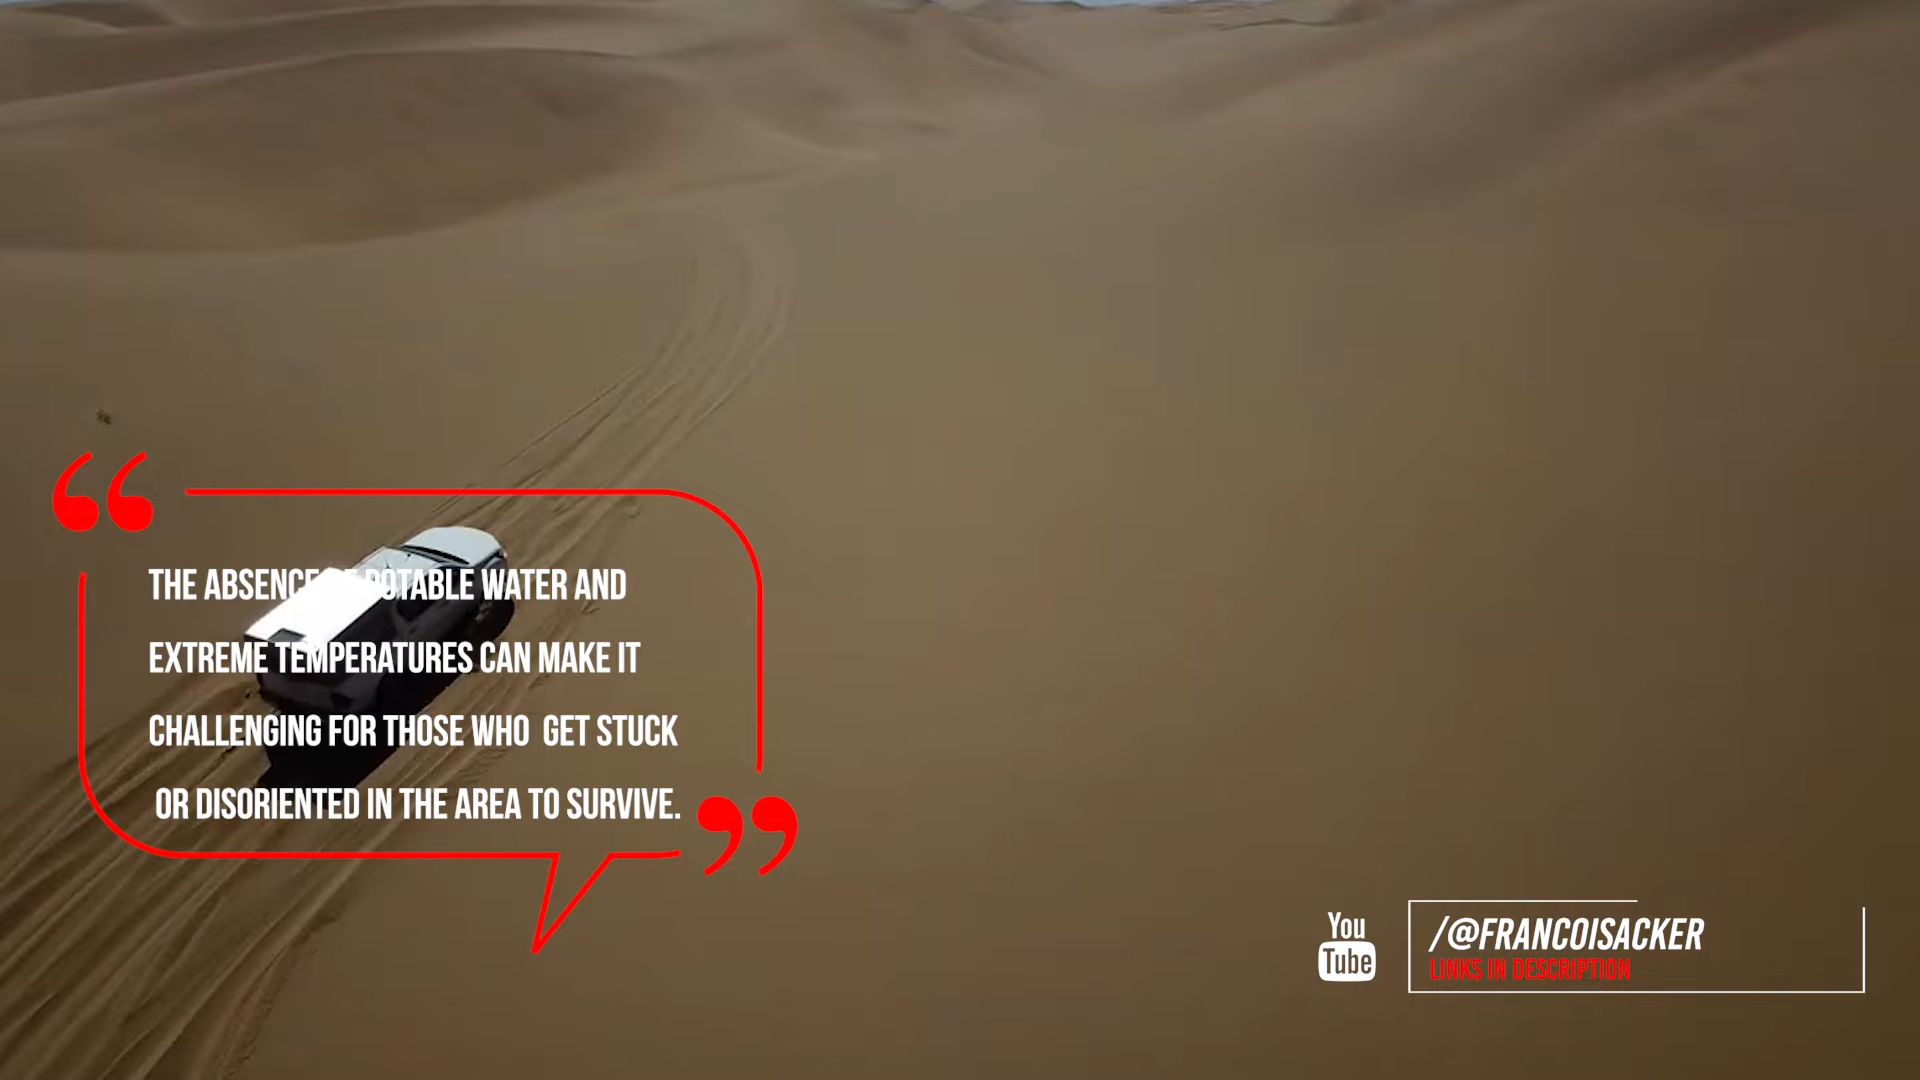 THE ABSENCE OF POTABLE WATER AND
EXTREME TEMPERATURES CAN MAKE IT
CHALLENGING FOR THOSE WHO GET STUCK
OR DISORIENTED IN THE AREA TO SURVIVE.
You
Tube
/@FRANCOISACKER
LINKS IN DESCRIPTION